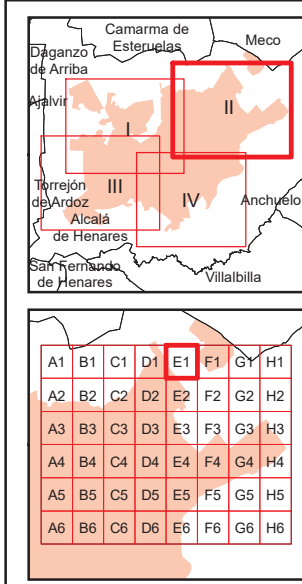 Camarma de
Esteruelas
Meco
Daganzo
de Arriba
Ajalvir
I
II
Torrejón
de Ardoz
III
IV
Anchuelo
Alcalá
de Henares
San Fernando
de Henares
Villalbilla
A1 B1 C1 D1 E1 F1 G1 H1
A2 B2 C2 D2 E2 F2 G2 H2
A3 B3 C3 D3 E3 F3 G3 H3
A4 B4 C4 D4 E4 F4 G4 H4
A5 B5 C5 D5 E5 F5 G5 H5
A6 B6 C6 D6 E6 F6 G6 H6